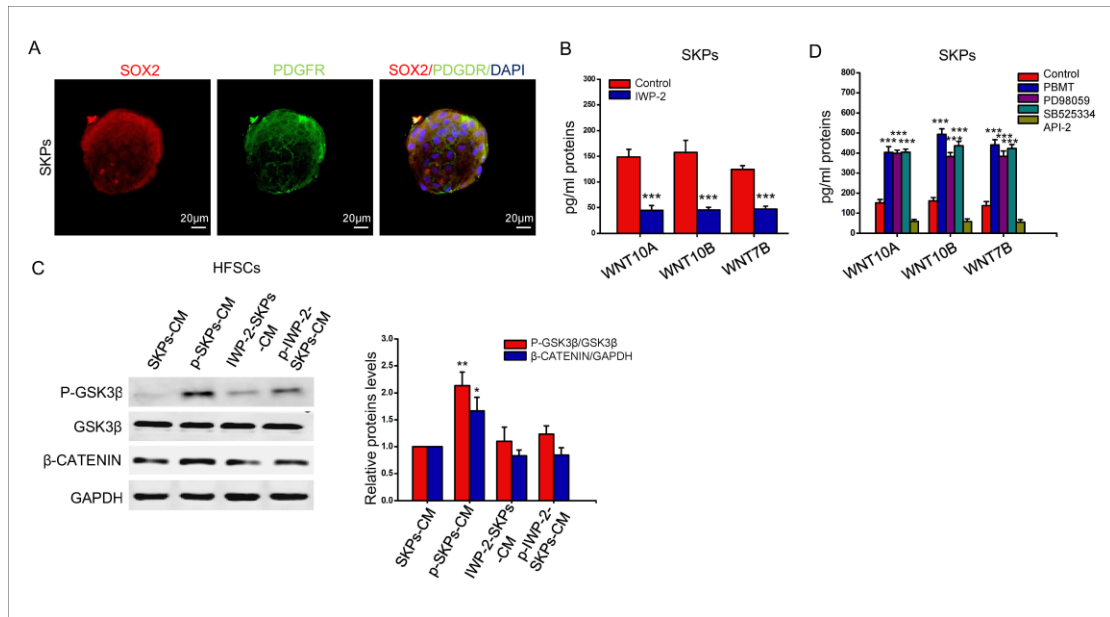 A
SOX2
PDGFR
SOX2/PDGDR/DAPI
SKPs
20μm
20μm
20μm
B
SKPs
Control
IWP-2
pg/ml proteins
300
250
200
150
100
50
0
***
***
***
WNT10A
WNT10B
WNT7B
D
SKPs
Control
PBMT
PD98059
SB525334
API-2
pg/ml proteins
900
800
700
600
500
400
300
200
100
0
***
***
***
***
***
***
***
***
***
WNT10A
WNT10B
WNT7B
C
HFSCs
SKPs-CM
p-SKPs-CM
IWP-2-SKPs
-CM
p-IWP-2-
SKPs-CM
P-GSK3β
GSK3β
β-CATENIN
GAPDH
P-GSK3β/GSK3β
β-CATENIN/GAPDH
Relative proteins levels
3.0
2.5
2.0
1.5
1.0
0.5
0.0
**
*
SKPs-CM
p-SKPs-CM
IWP-2-SKPs
-CM
p-IWP-2-
SKPs-CM